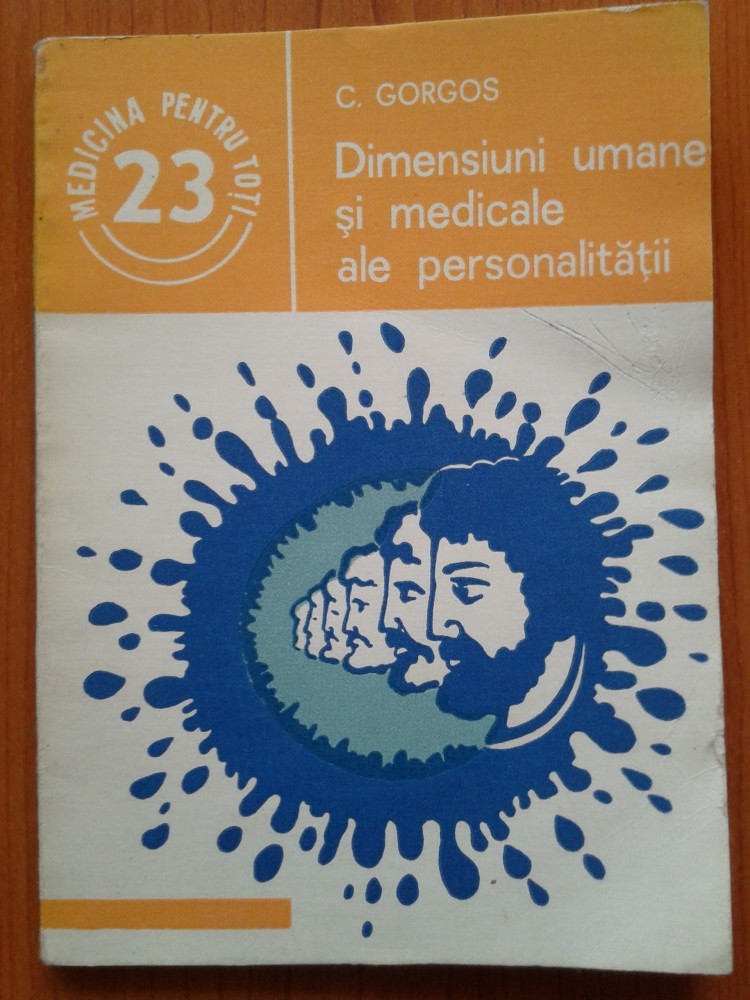 MEDICINA PENTRU TOȚI
23
C. GORGOS
Dimensiuni umane
și medicale
ale personalității